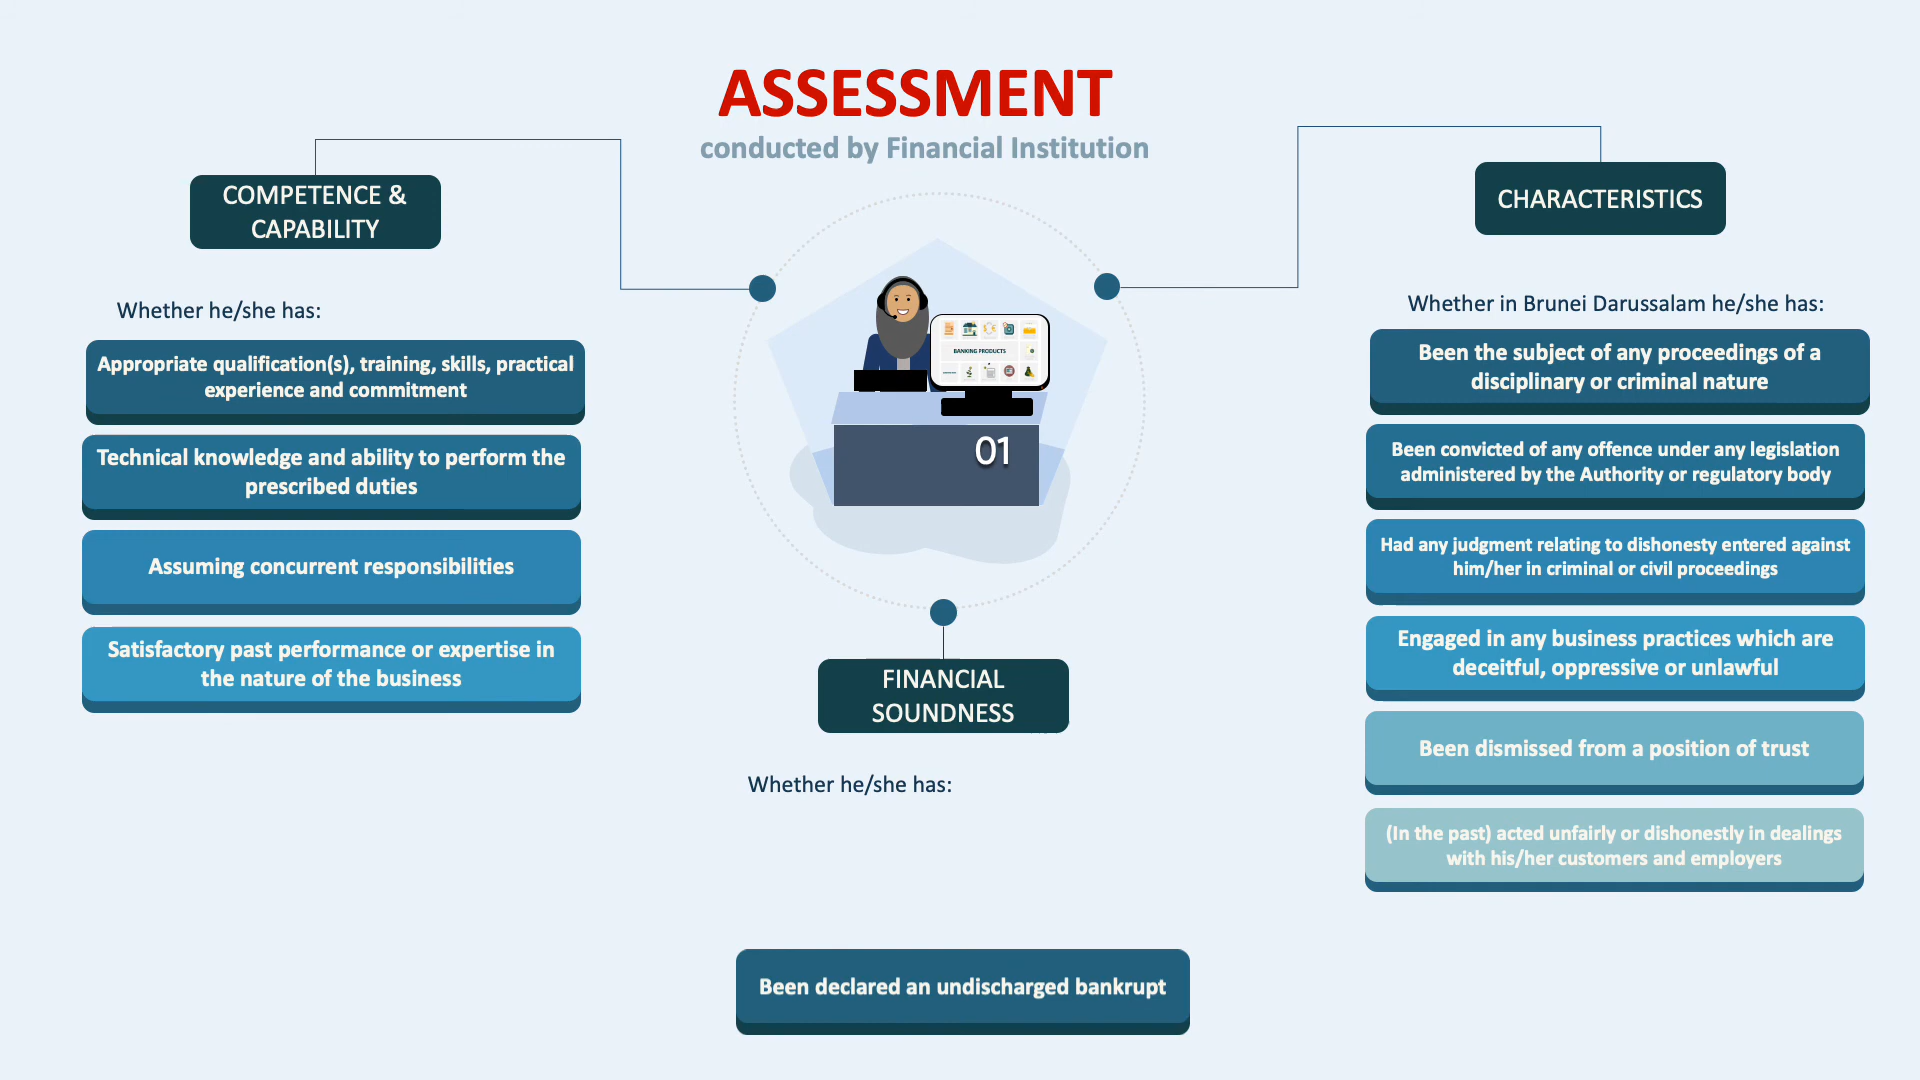 ASSESSMENT
conducted by Financial Institution
COMPETENCE &
CAPABILITY
Whether he/she has:
Appropriate qualification(s), training, skills, practical
experience and commitment
Technical knowledge and ability to perform the
prescribed duties
Assuming concurrent responsibilities
Satisfactory past performance or expertise in
the nature of the business
BANKING PRODUCTS
01
FINANCIAL
SOUNDNESS
Whether he/she has:
Been declared an undischarged bankrupt
CHARACTERISTICS
Whether in Brunei Darussalam he/she has:
Been the subject of any proceedings of a
disciplinary or criminal nature
Been convicted of any offence under any legislation
administered by the Authority or regulatory body
Had any judgment relating to dishonesty entered against
him/her in criminal or civil proceedings
Engaged in any business practices which are
deceitful, oppressive or unlawful
Been dismissed from a position of trust
(In the past) acted unfairly or dishonestly in dealings
with his/her customers and employers